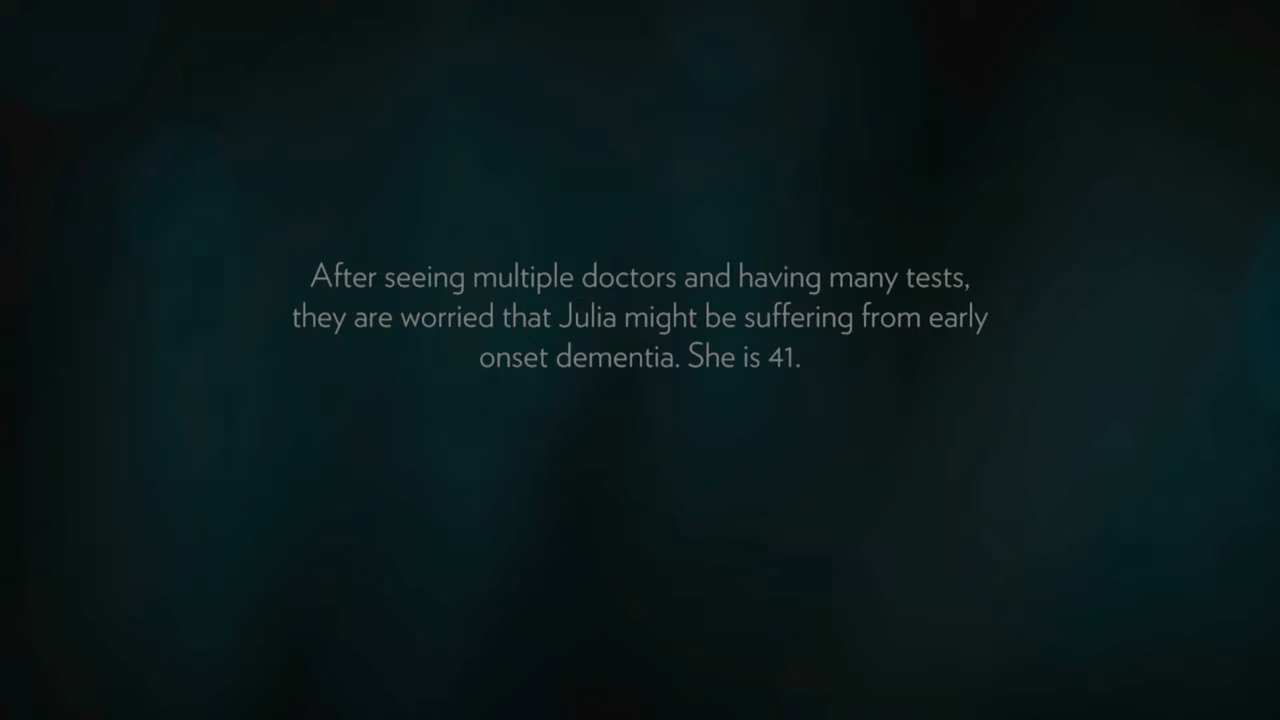 After seeing multiple doctors and having many tests,
they are worried that Julia might be suffering from early
onset dementia. She is 41.